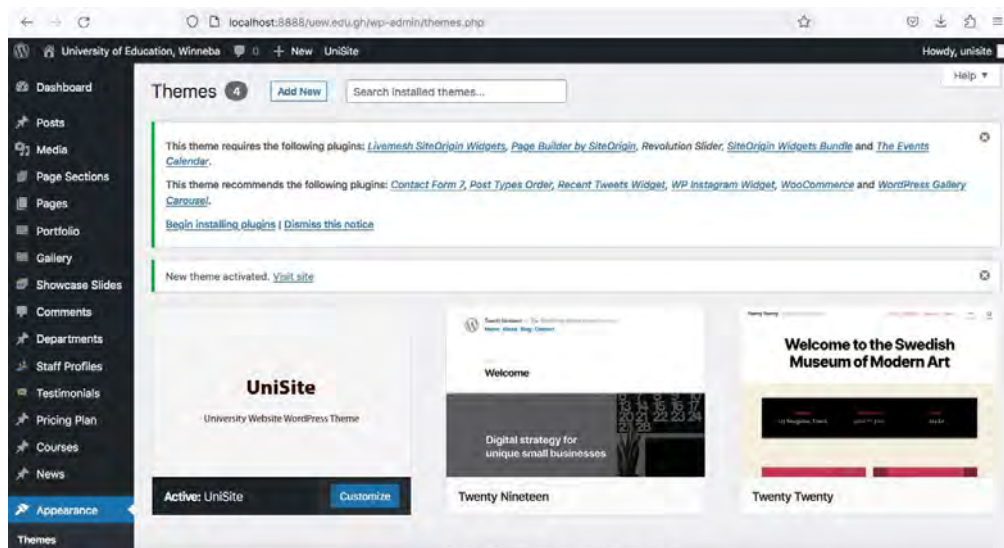 localhost:8888/uew.edu.gh/wp-admin/themes.php
University of Education, Winneba 0 + New UniSite Howdy, unisite
Help
Dashboard
Posts
Media
Page Sections
Pages
Portfolio
Gallery
Showcase Slides
Comments
Departments
Staff Profiles
Testimonials
Pricing Plan
Courses
News
Appearance
Themes
Themes 4 Add New Search installed themes...
This theme requires the following plugins: Livemesh SiteOrigin Widgets, Page Builder by SiteOrigin, Revolution Slider, SiteOrigin Widgets Bundle and The Events
Calendar.
This theme recommends the following plugins: Contact Form 7, Post Types Order, Recent Tweets Widget, WP Instagram Widget, WooCommerce and WordPress Gallery
Carousel.
Begin installing plugins | Dismiss this notice
New theme activated. Visit site
UniSite
University Website WordPress Theme
Active: UniSite Customize
Welcome
Digital strategy for
unique small businesses
Twenty Nineteen
Welcome to the Swedish
Museum of Modern Art
Twenty Twenty